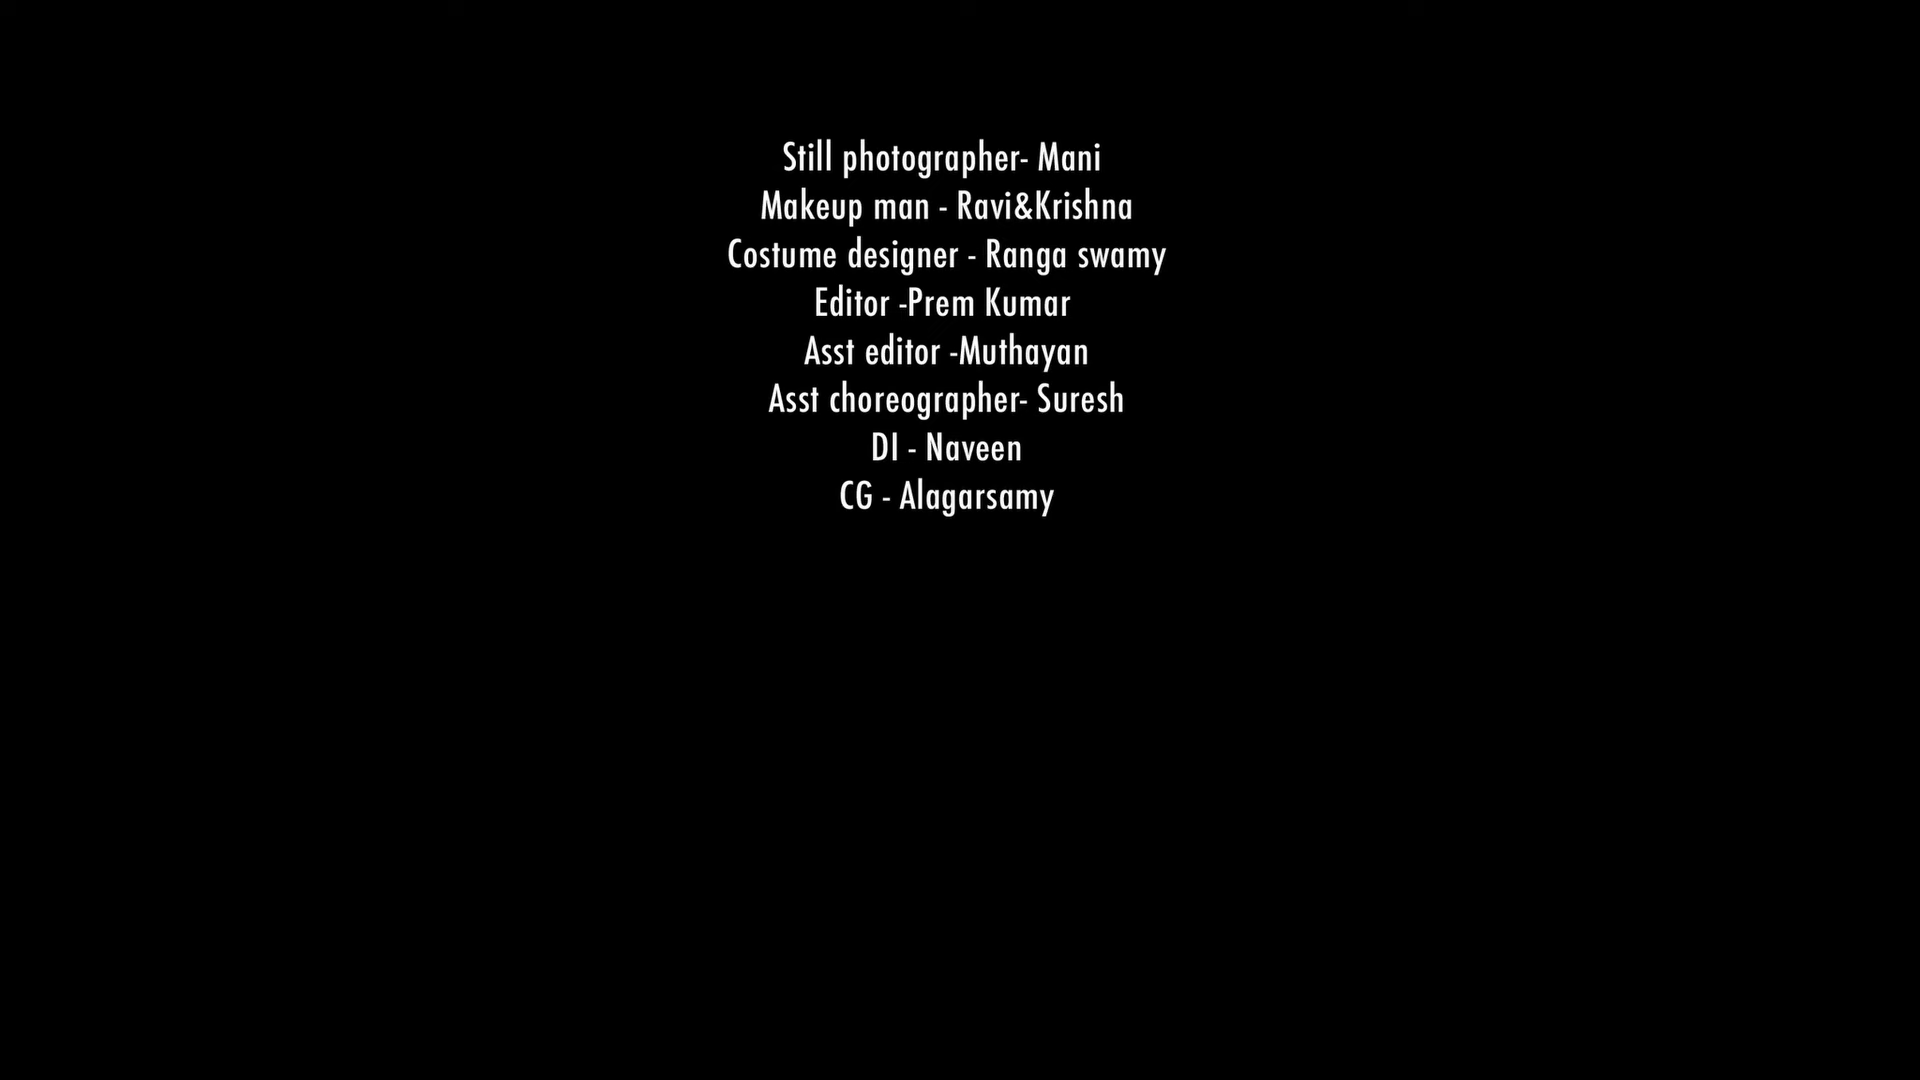 Still photographer- Mani
Makeup man - Ravi&Krishna
Costume designer - Ranga swamy
Editor -Prem Kumar
Asst editor -Muthayan
Asst choreographer- Suresh
DI - Naveen
CG - Alagarsamy